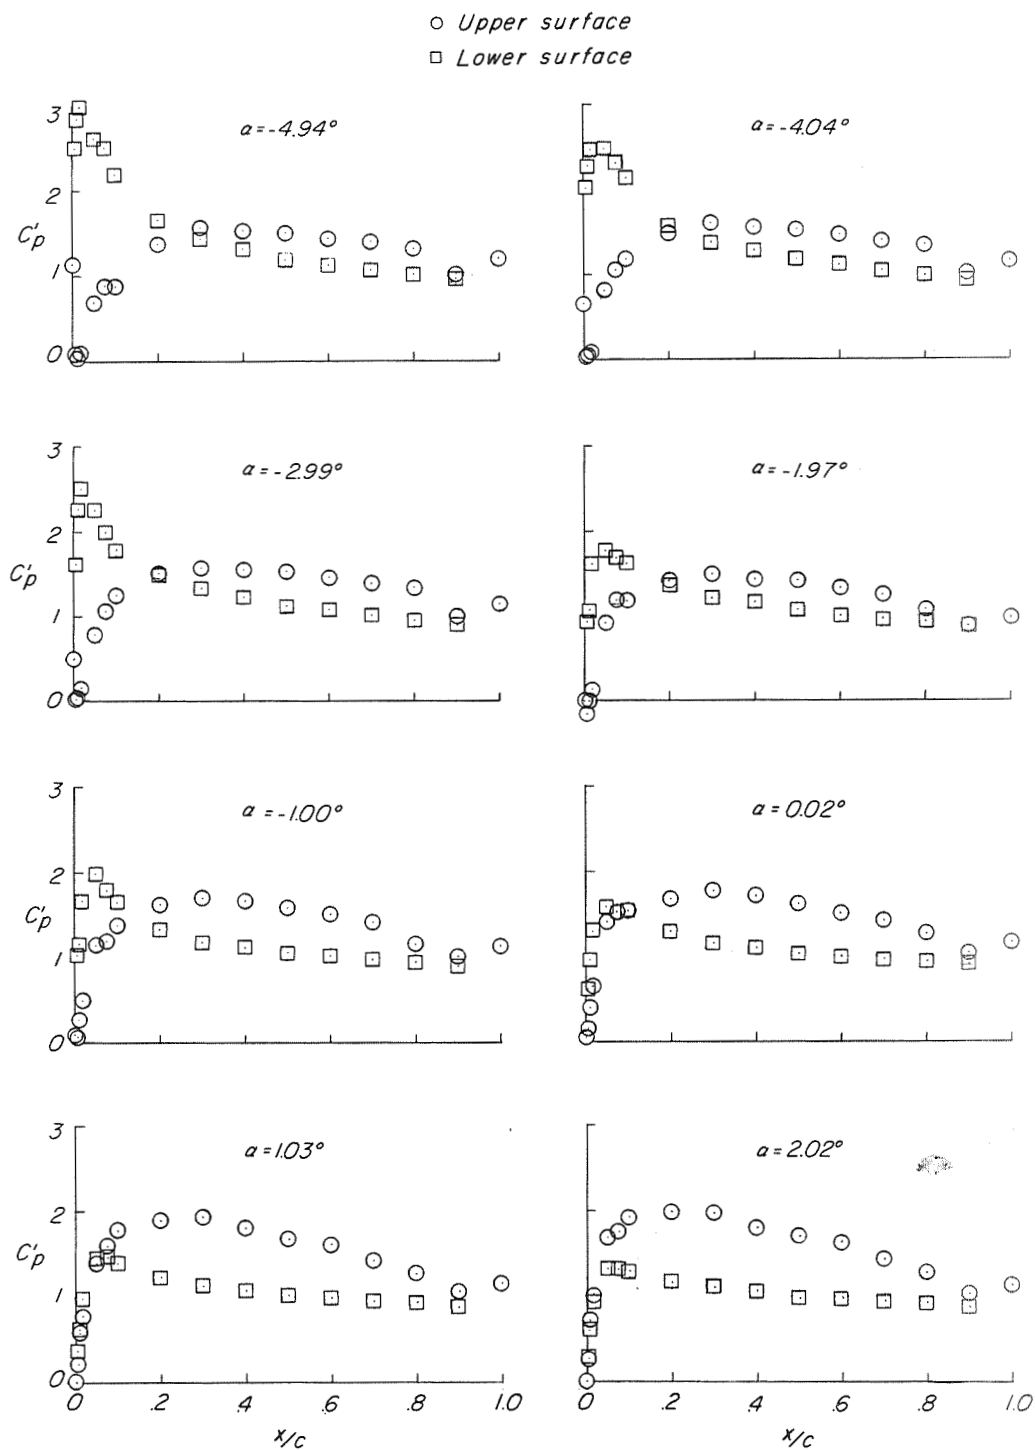 ○ Upper surface
□ Lower surface
3
2
C'p
1
0
α=-4.94°
α=-4.04°
3
2
C'p
1
0
α=-2.99°
α=-1.97°
3
2
C'p
1
0
α=-1.00°
α=0.02°
3
2
C'p
1
0
α=1.03°
α=2.02°
0 .2 .4 .6 .8 1.0
0 .2 .4 .6 .8 1.0
x/c
x/c